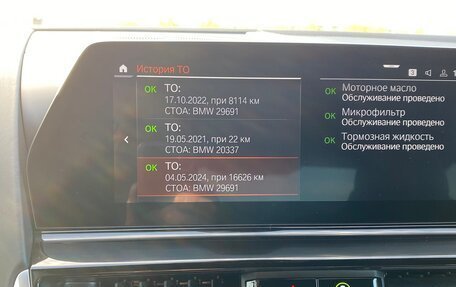 История ТО
3
OK ТО:
17.10.2022, при 8114 км
СТОА: BMW 29691
OK ТО:
19.05.2021, при 22 км
СТОА: BMW 20337
OK ТО:
04.05.2024, при 16626 км
СТОА: BMW 29691
OK Моторное масло
Обслуживание проведено
OK Микрофильтр
Обслуживание проведено
OK Тормозная жидкость
Обслуживание проведено